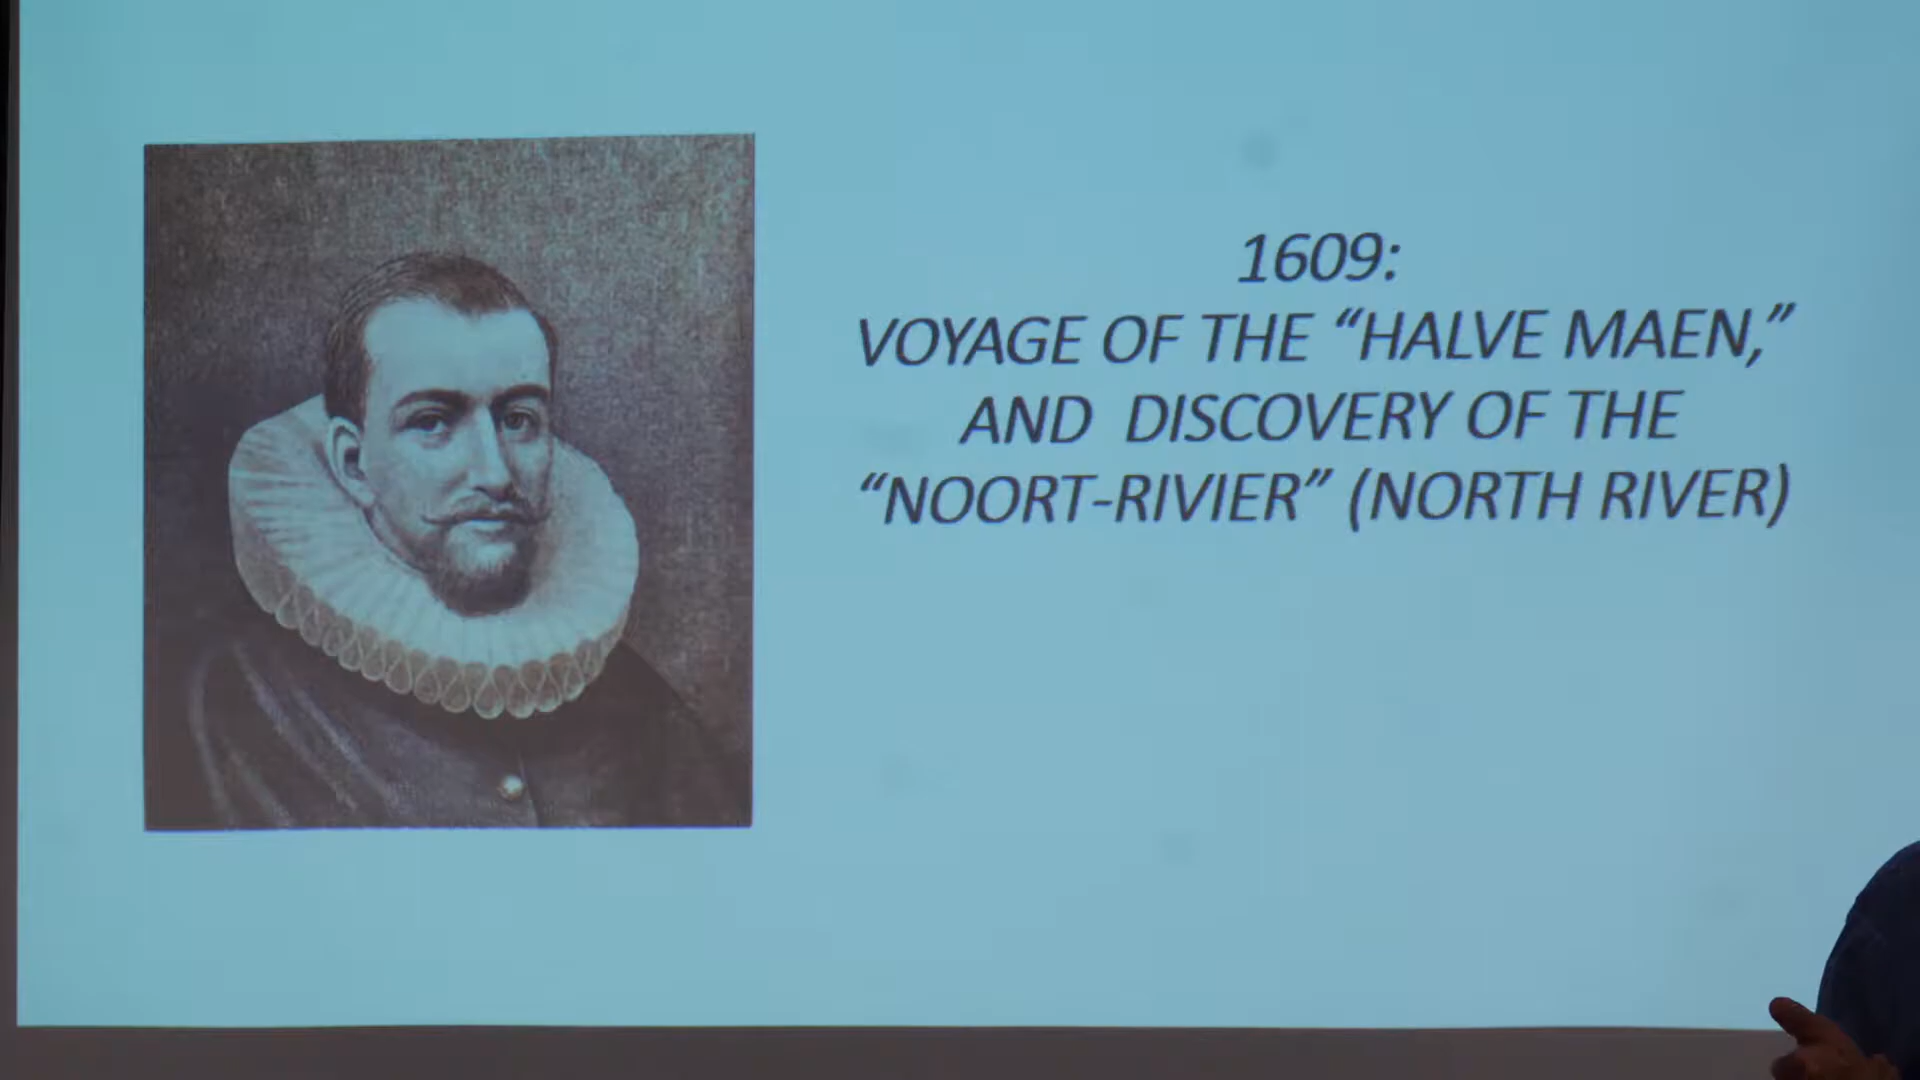 1609:
VOYAGE OF THE “HALVE MAEN,”
AND DISCOVERY OF THE
“NOORT-RIVIER” (NORTH RIVER)